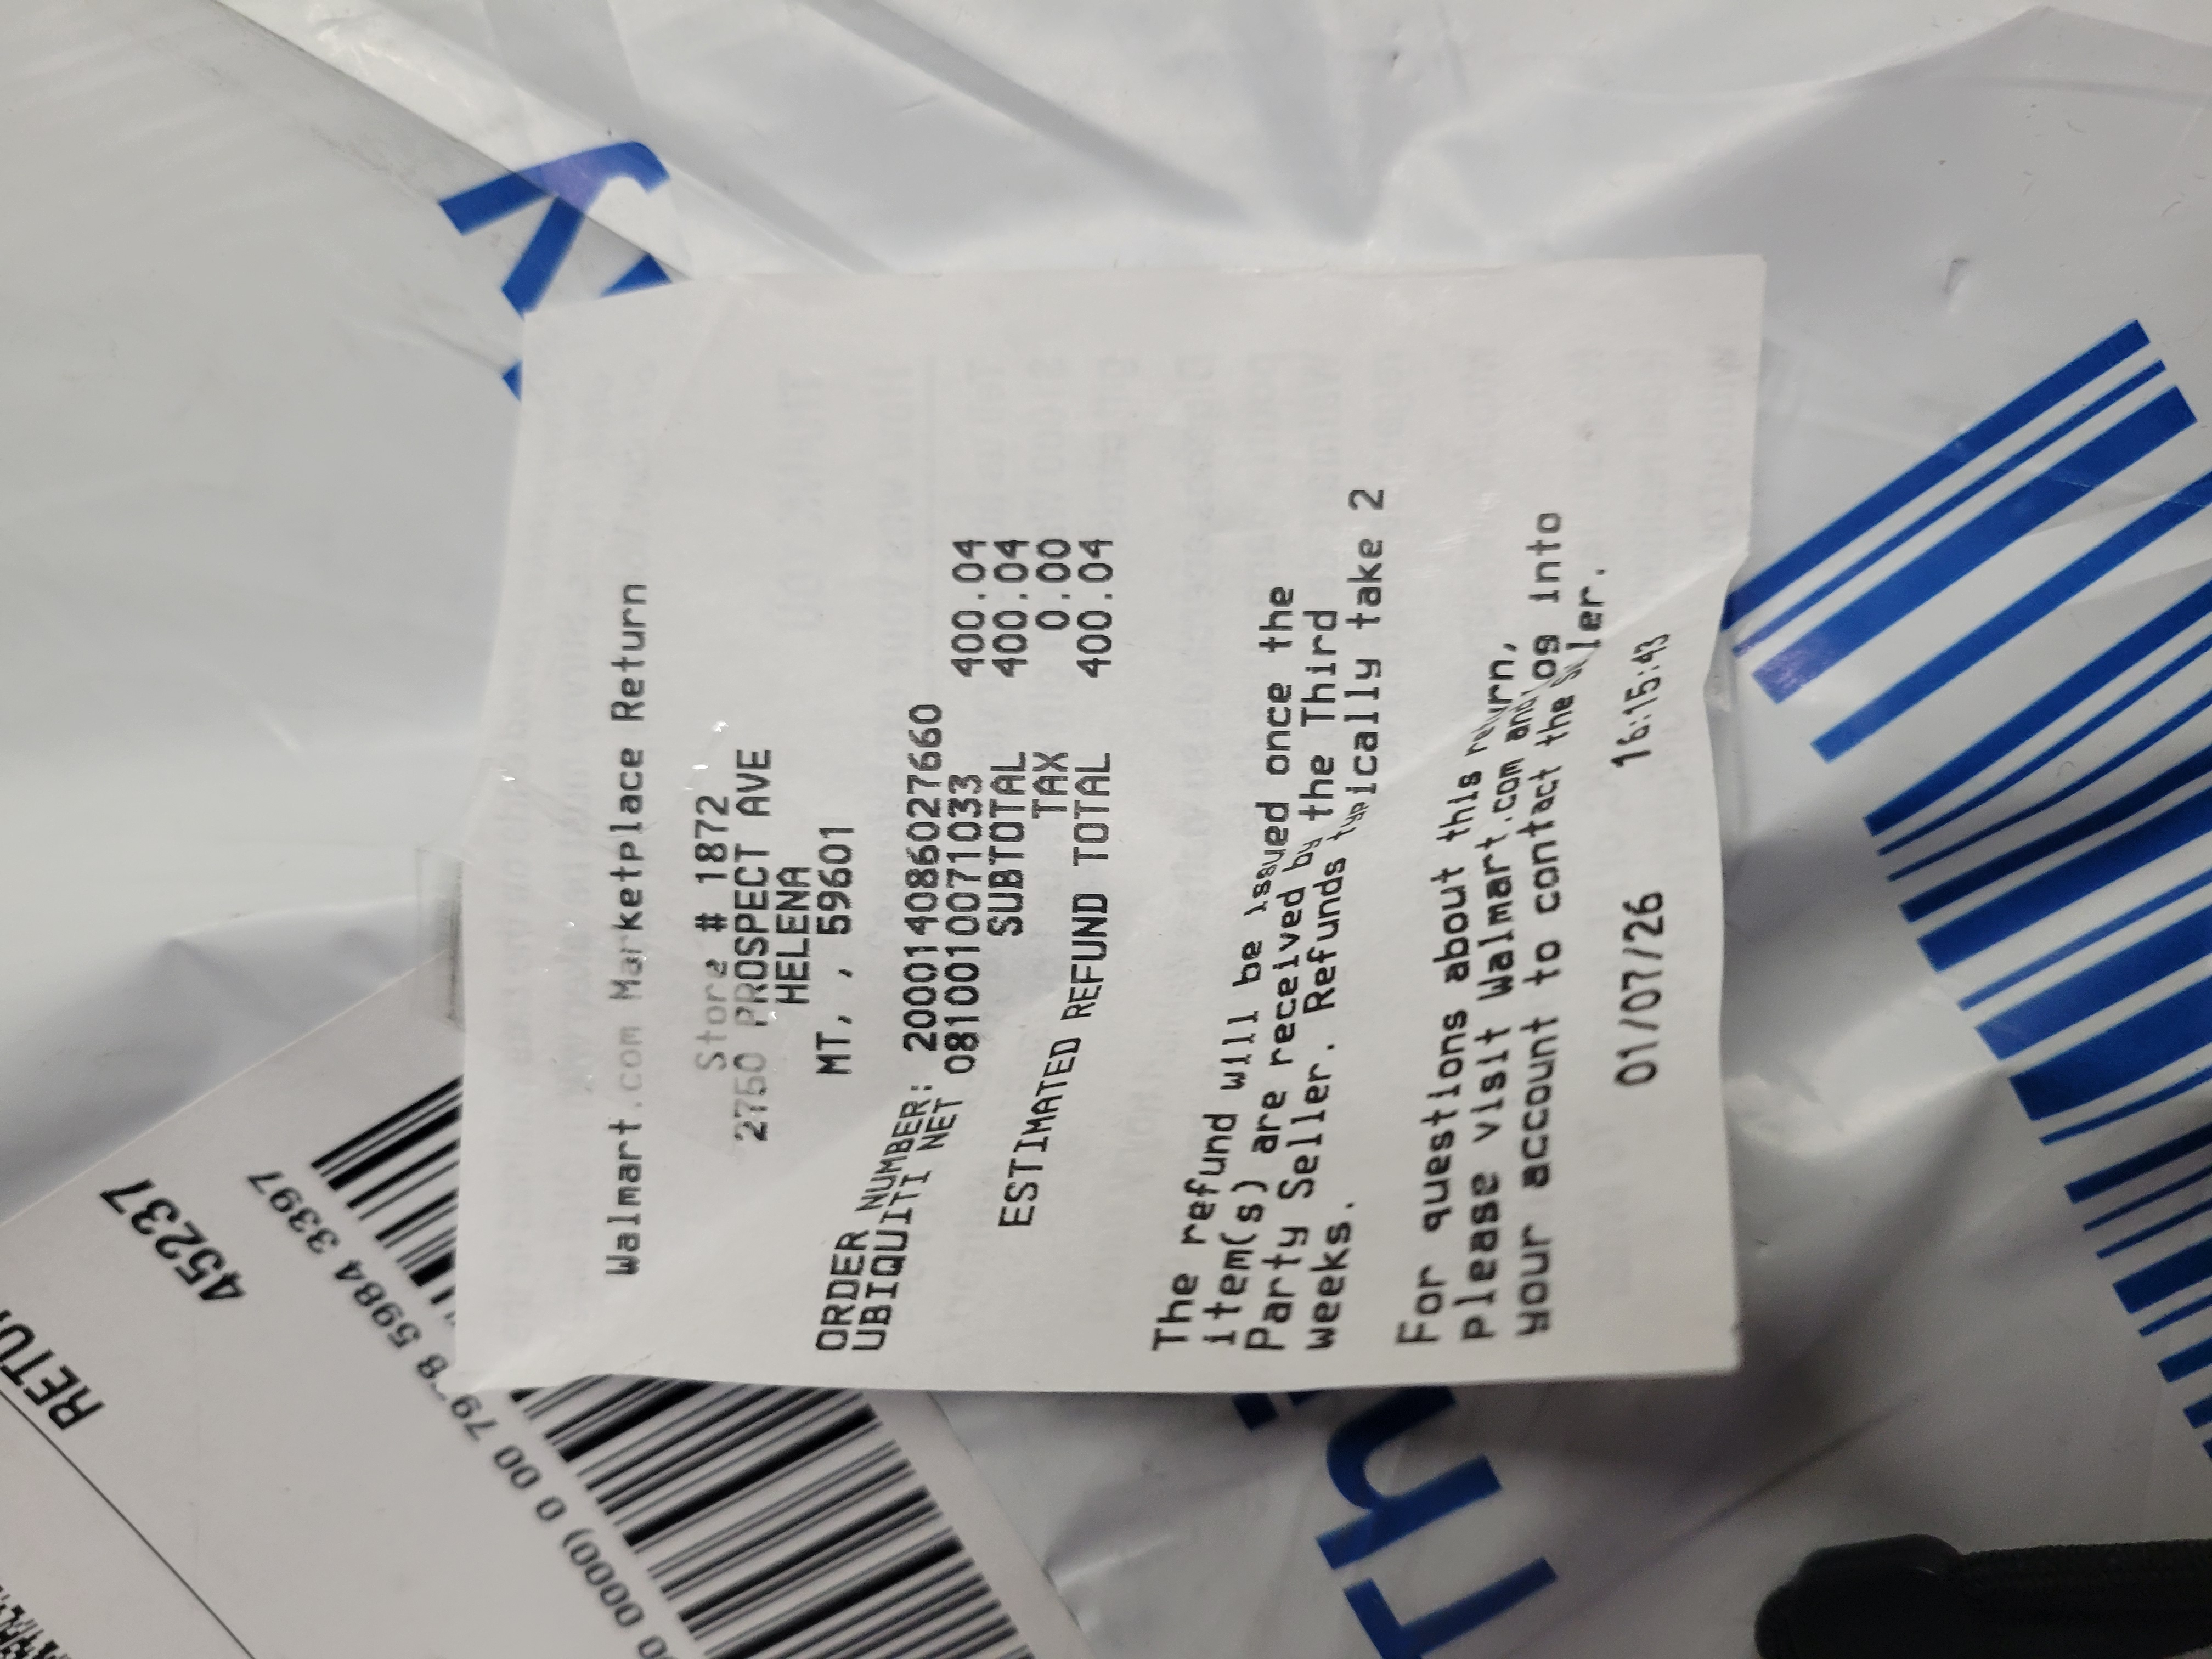 Walmart.com Marketplace Return
Store # 1872
2750 PROSPECT AVE
HELENA
MT, , 59601
ORDER NUMBER: 200014086027660
UBIQUITI NET 0810010071033 400.04
SUBTOTAL 400.04
TAX 0.00
ESTIMATED REFUND TOTAL 400.04
The refund will be issued once the
item(s) are received by the Third
Party Seller. Refunds typically take 2
weeks.
For questions about this return,
please visit Walmart.com and log into
your account to contact the seller.
01/07/26 16:15:43
45237